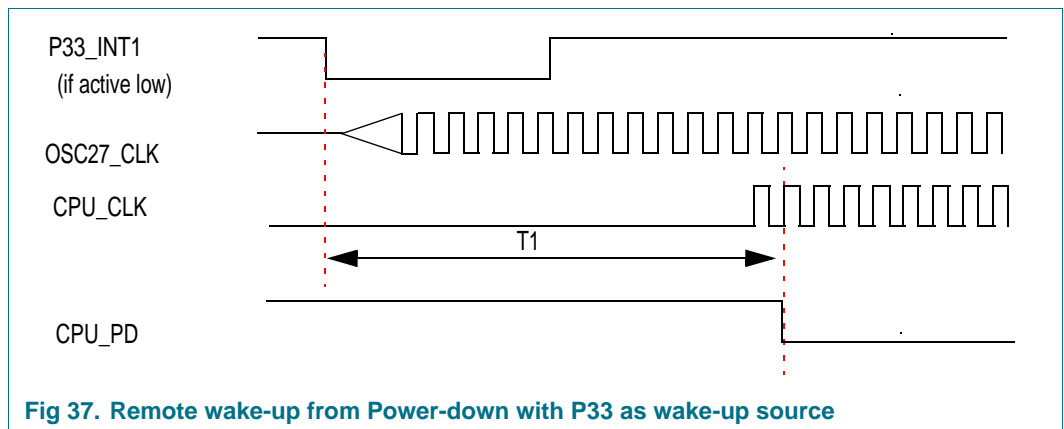 P33_INT1
(if active low)
OSC27_CLK
CPU_CLK
T1
CPU_PD
Fig 37. Remote wake-up from Power-down with P33 as wake-up source